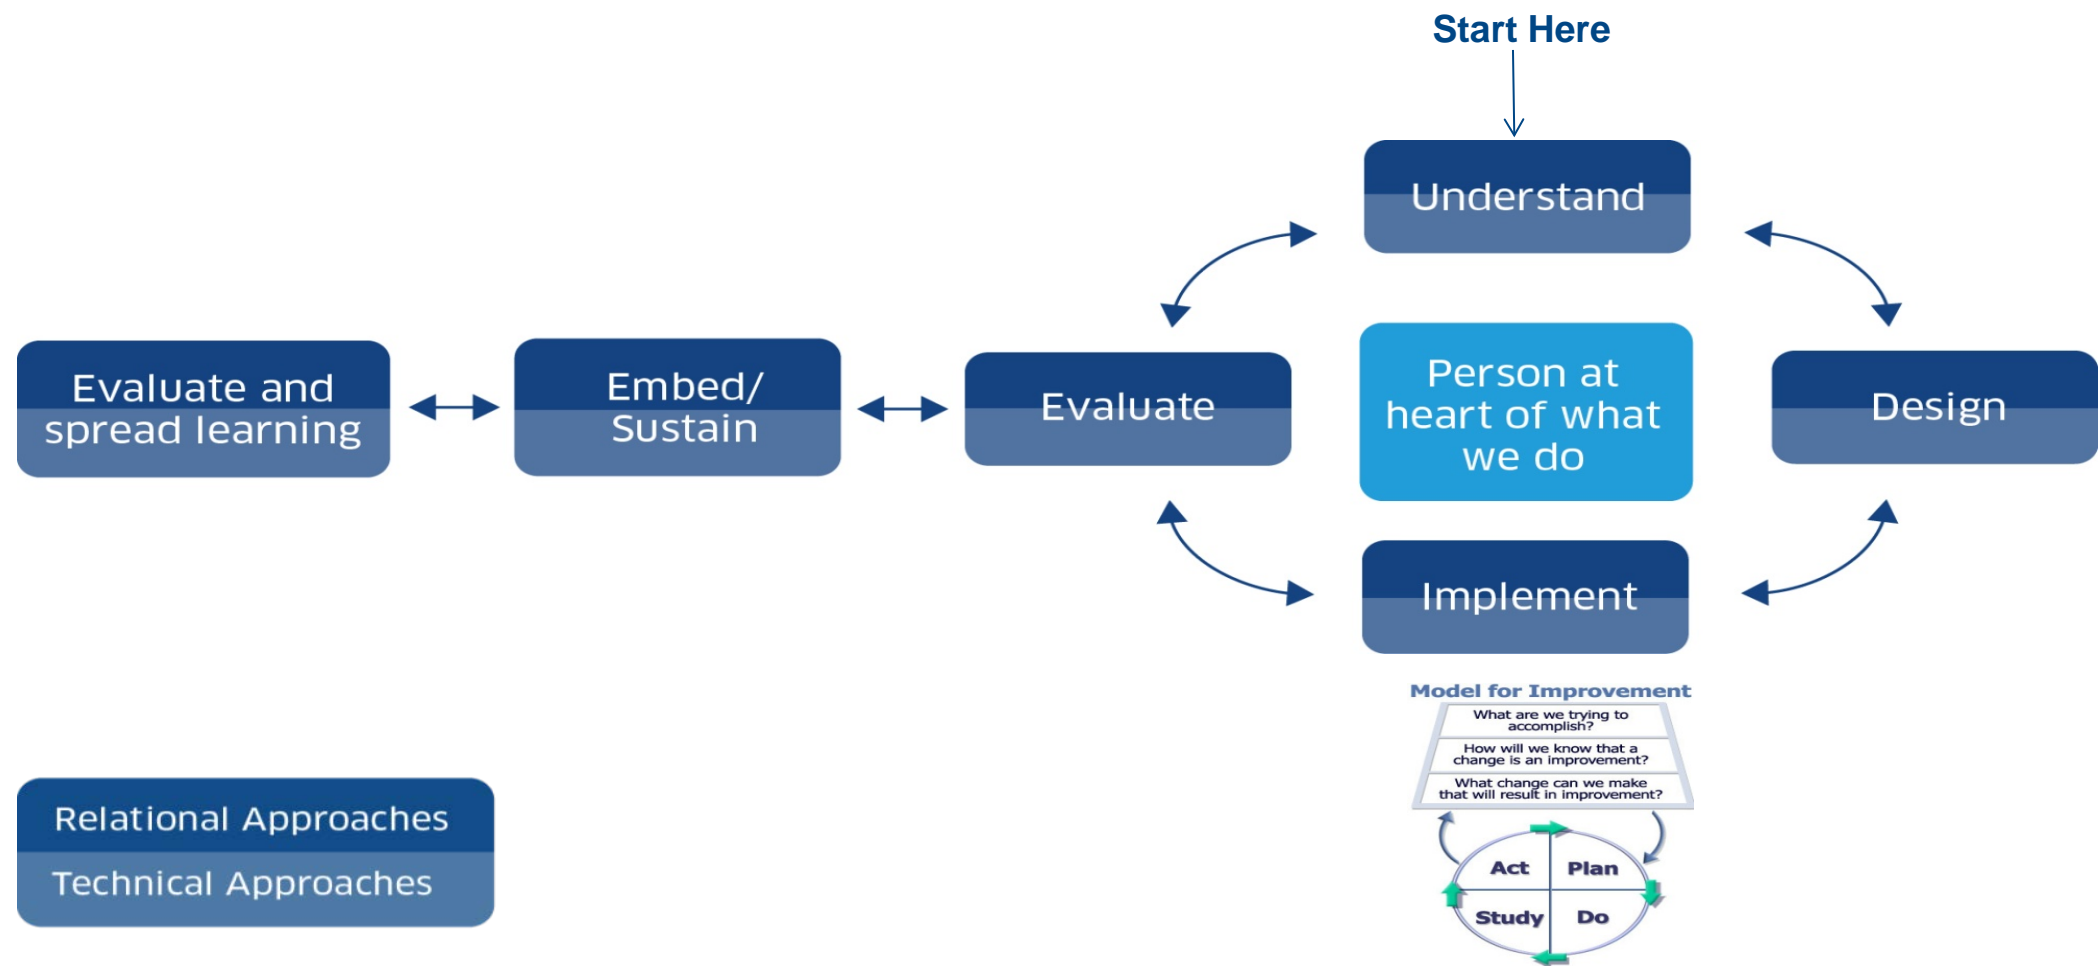 Start Here
Understand
Evaluate and
spread learning
Embed/
Sustain
Evaluate
Person at
heart of what
we do
Design
Implement
Model for Improvement
What are we trying to
accomplish?
How will we know that a
change is an improvement?
What change can we make
that will result in improvement?
Act
Plan
Study
Do
Relational Approaches
Technical Approaches